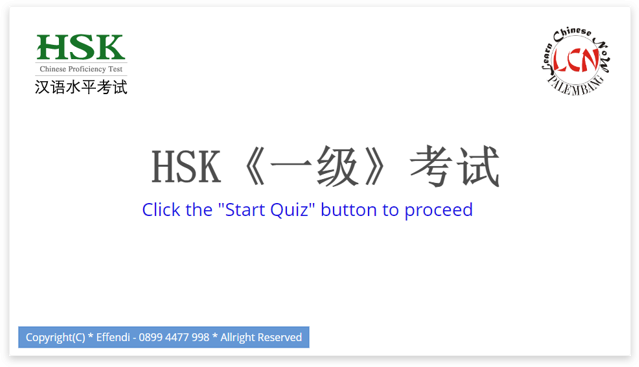 HSK
Chinese Proficiency Test
汉语水平考试
Learn Chinese Now
LCN
PALEMBANG
HSK《一级》考试
Click the "Start Quiz" button to proceed
Copyright(C) * Effendi - 0899 4477 998 * Allright Reserved